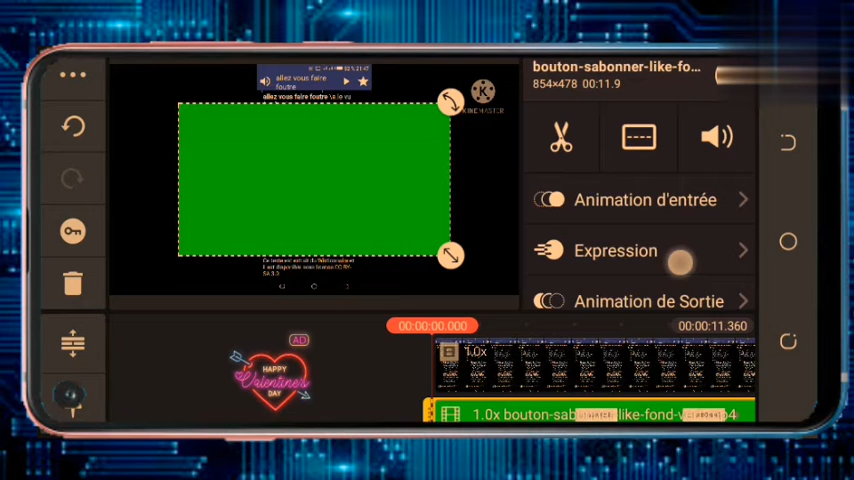 allez vous faire
foutre
allez vous faire foutre \a.le vu
KINEMASTER
bouton-sabonner-like-fo...
854×478 00:11.9
Animation d'entrée
Expression
Animation de Sortie
00:00:00.000
00:00:11.360
AD
HAPPY
Valentine's
DAY
1.0x
1.0x bouton-sab
like-fond-v